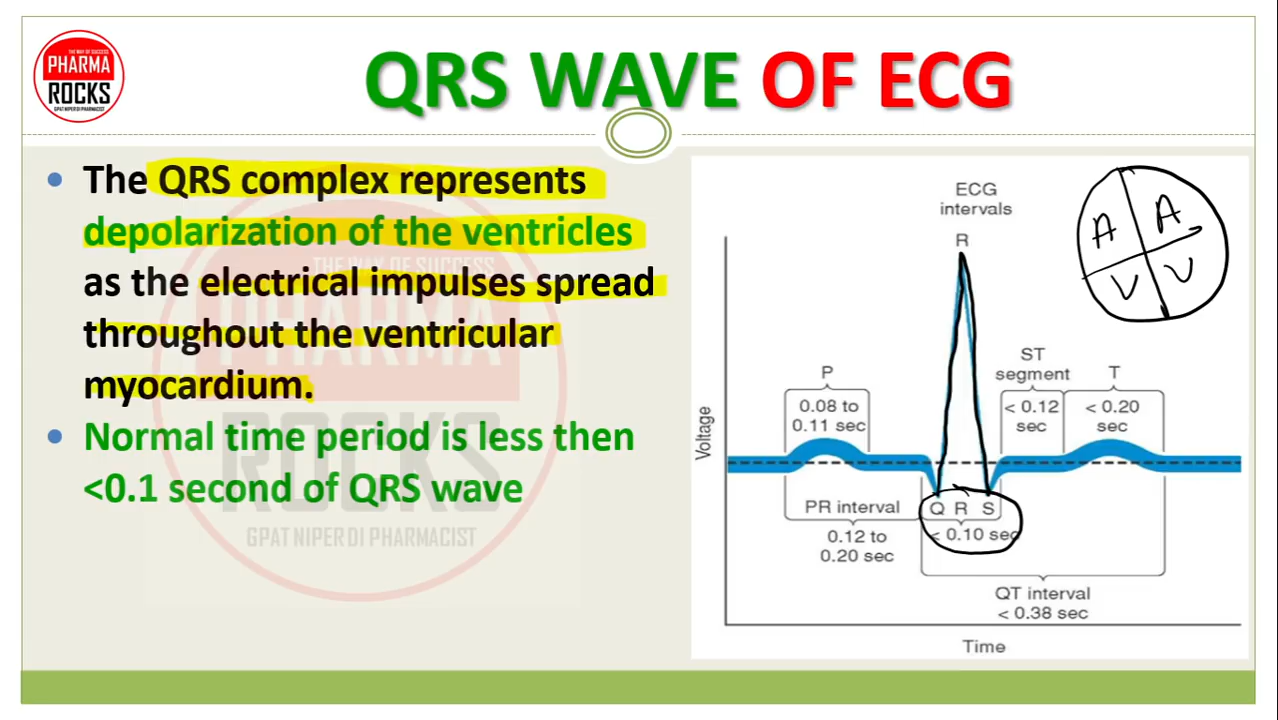 THE WAY OF SUCCESS
PHARMA
ROCKS
GPAT NIPER DI PHARMACIST
QRS WAVE OF ECG
• The QRS complex represents
depolarization of the ventricles
as the electrical impulses spread
throughout the ventricular
myocardium.
• Normal time period is less then
<0.1 second of QRS wave
THE WAY OF SUCCESS
PHARMA
ROCKS
GPAT NIPER DI PHARMACIST
ECG
intervals
R
A A
V V
P
0.08 to
0.11 sec
ST
segment
< 0.12
sec
T
< 0.20
sec
Voltage
PR interval
0.12 to
0.20 sec
Q R S
< 0.10 sec
QT interval
< 0.38 sec
Time